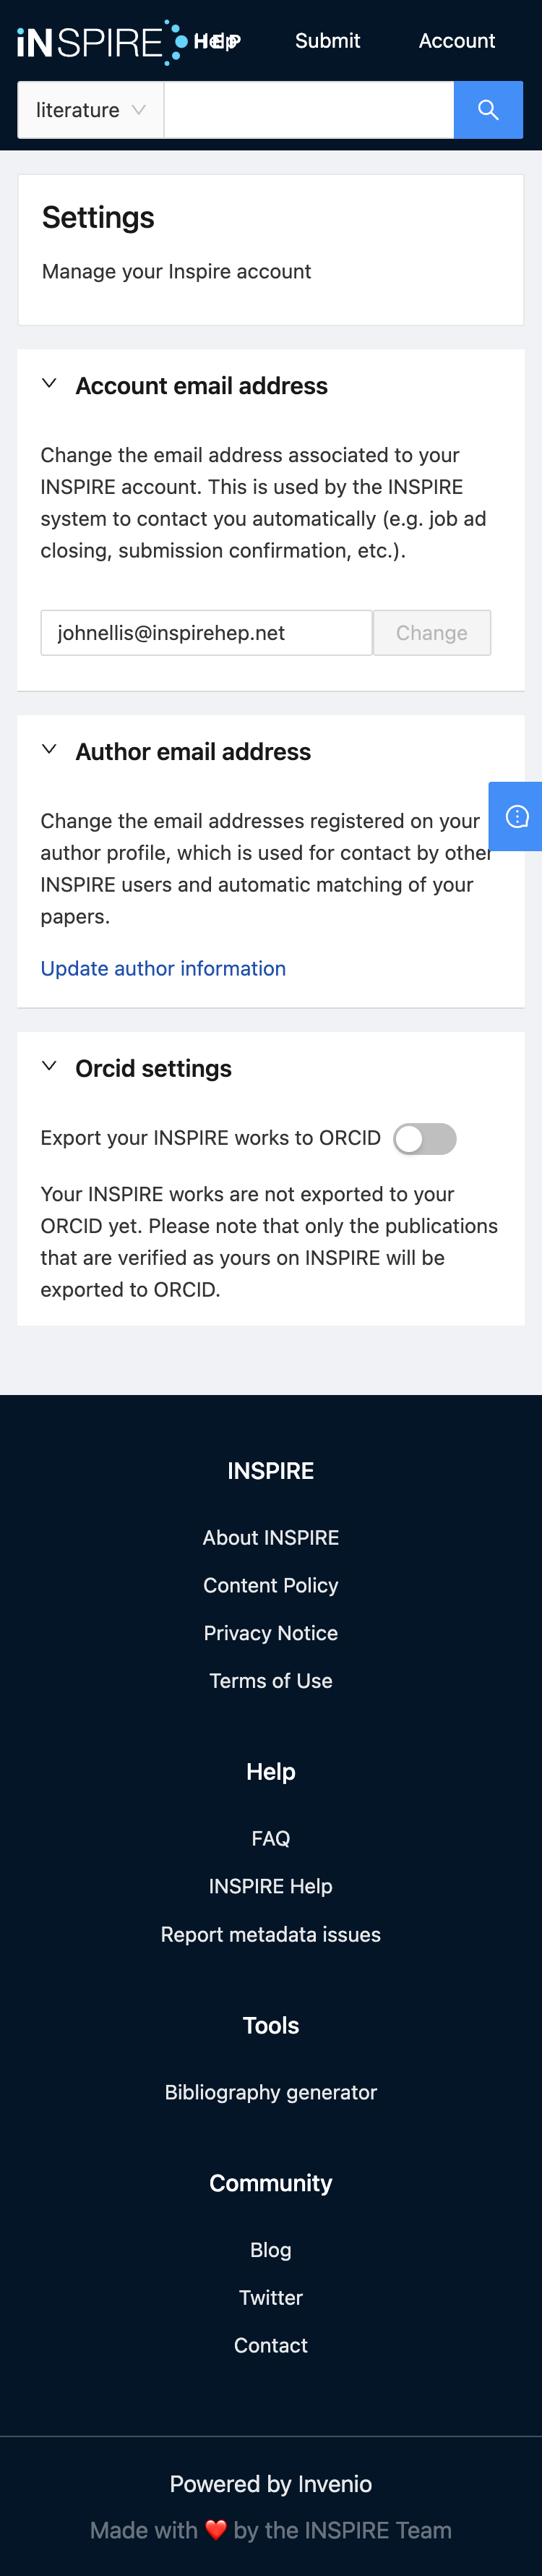 iNSPIRE HEP Help Submit Account
literature
Settings
Manage your Inspire account
Account email address
Change the email address associated to your
INSPIRE account. This is used by the INSPIRE
system to contact you automatically (e.g. job ad
closing, submission confirmation, etc.).
johnellis@inspirehep.net Change
Author email address
Change the email addresses registered on your
author profile, which is used for contact by other
INSPIRE users and automatic matching of your
papers.
Update author information
Orcid settings
Export your INSPIRE works to ORCID
Your INSPIRE works are not exported to your
ORCID yet. Please note that only the publications
that are verified as yours on INSPIRE will be
exported to ORCID.
INSPIRE
About INSPIRE
Content Policy
Privacy Notice
Terms of Use
Help
FAQ
INSPIRE Help
Report metadata issues
Tools
Bibliography generator
Community
Blog
Twitter
Contact
Powered by Invenio
Made with ❤️ by the INSPIRE Team